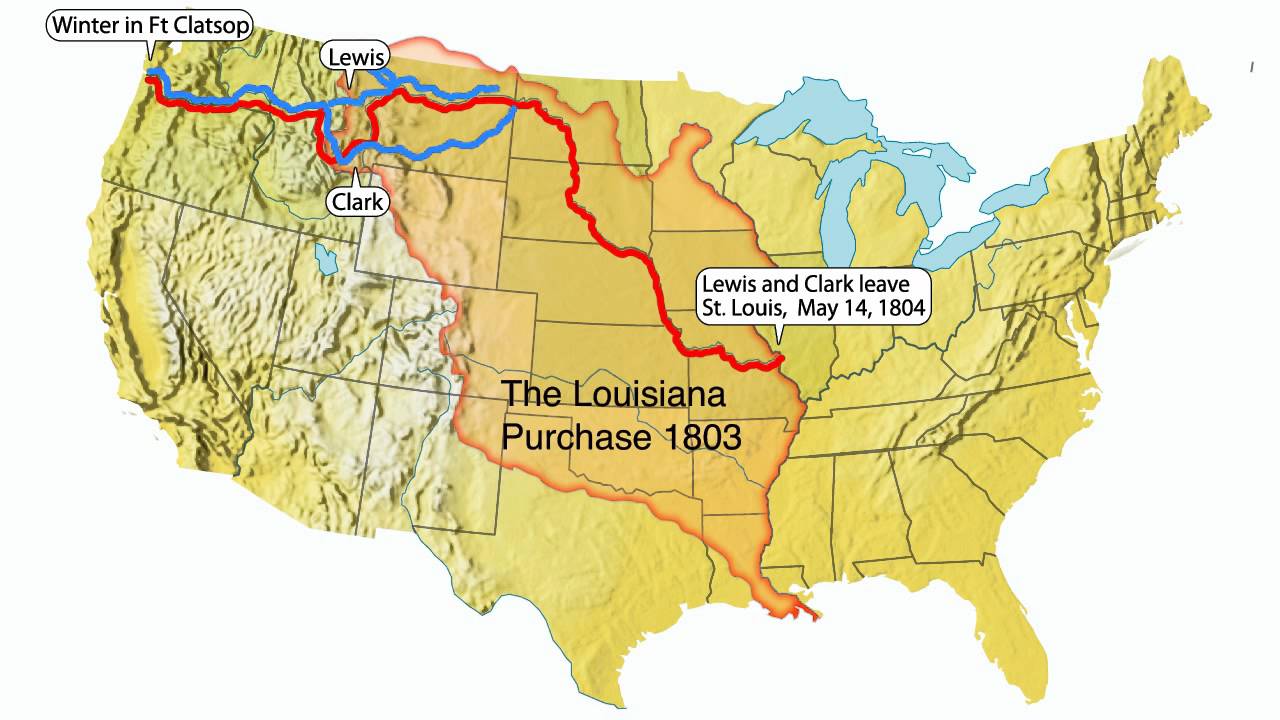 Winter in Ft Clatsop
Lewis
Clark
Lewis and Clark leave
St. Louis, May 14, 1804
The Louisiana
Purchase 1803